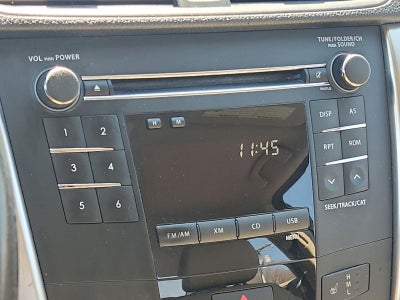 VOL PUSH POWER
TUNE/FOLDER/CH
PUSH SOUND
1 2
3 4
5 6
H M
11:45
DISP AS
RPT RDM
SEEK/TRACK/CAT
FM/AM XM CD USB
MENU
H
M
L